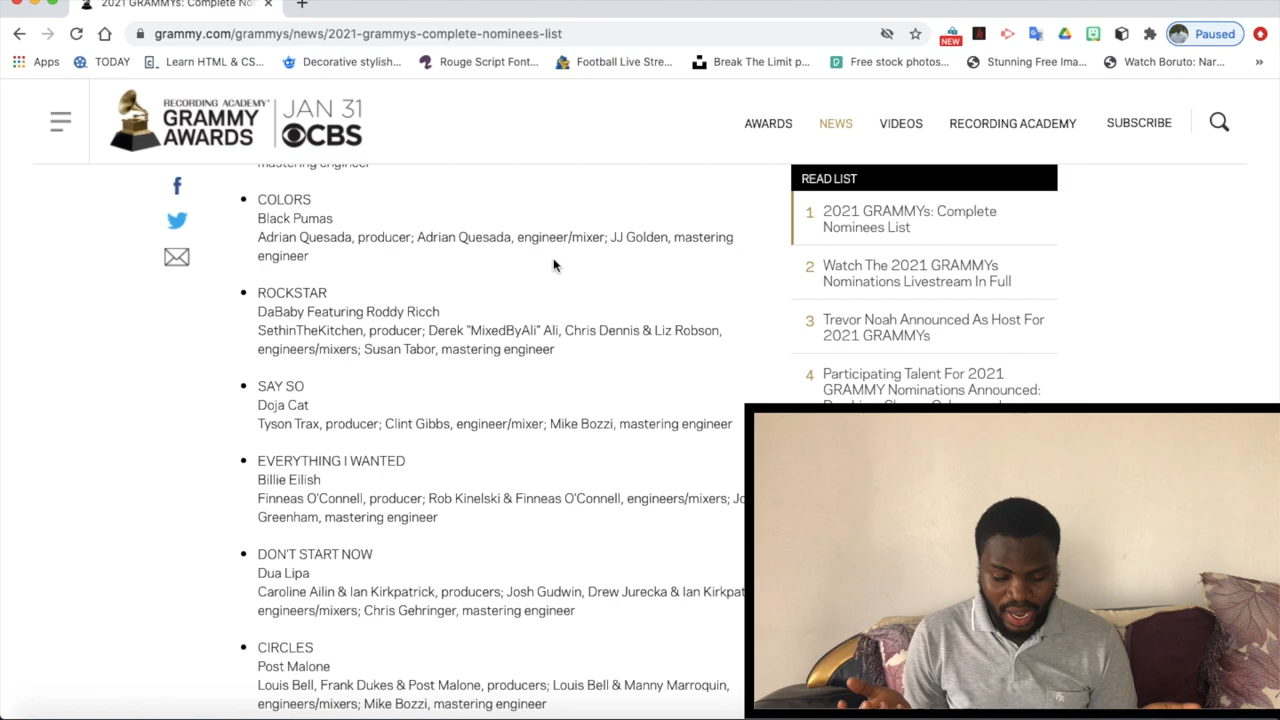 2021 GRAMMYs: Complete Nor
grammy.com/grammys/news/2021-grammys-complete-nominees-list
NEW
Paused
Apps
TODAY
Learn HTML & CS...
Decorative stylish...
Rouge Script Font...
Football Live Stre...
Break The Limit p...
Free stock photos...
Stunning Free Ima...
Watch Boruto: Nar...
»
RECORDING ACADEMY
GRAMMY
AWARDS
JAN 31
CBS
AWARDS
NEWS
VIDEOS
RECORDING ACADEMY
SUBSCRIBE
mastering engineer
COLORS
Black Pumas
Adrian Quesada, producer; Adrian Quesada, engineer/mixer; JJ Golden, mastering
engineer
ROCKSTAR
DaBaby Featuring Roddy Ricch
SethinTheKitchen, producer; Derek "MixedByAli" Ali, Chris Dennis & Liz Robson,
engineers/mixers; Susan Tabor, mastering engineer
SAY SO
Doja Cat
Tyson Trax, producer; Clint Gibbs, engineer/mixer; Mike Bozzi, mastering engineer
EVERYTHING I WANTED
Billie Eilish
Finneas O'Connell, producer; Rob Kinelski & Finneas O'Connell, engineers/mixers; Jo
Greenham, mastering engineer
DON'T START NOW
Dua Lipa
Caroline Ailin & Ian Kirkpatrick, producers; Josh Gudwin, Drew Jurecka & Ian Kirkpat
engineers/mixers; Chris Gehringer, mastering engineer
CIRCLES
Post Malone
Louis Bell, Frank Dukes & Post Malone, producers; Louis Bell & Manny Marroquin,
engineers/mixers; Mike Bozzi, mastering engineer
READ LIST
1 2021 GRAMMYs: Complete
Nominees List
2 Watch The 2021 GRAMMYs
Nominations Livestream In Full
3 Trevor Noah Announced As Host For
2021 GRAMMYs
4 Participating Talent For 2021
GRAMMY Nominations Announced: